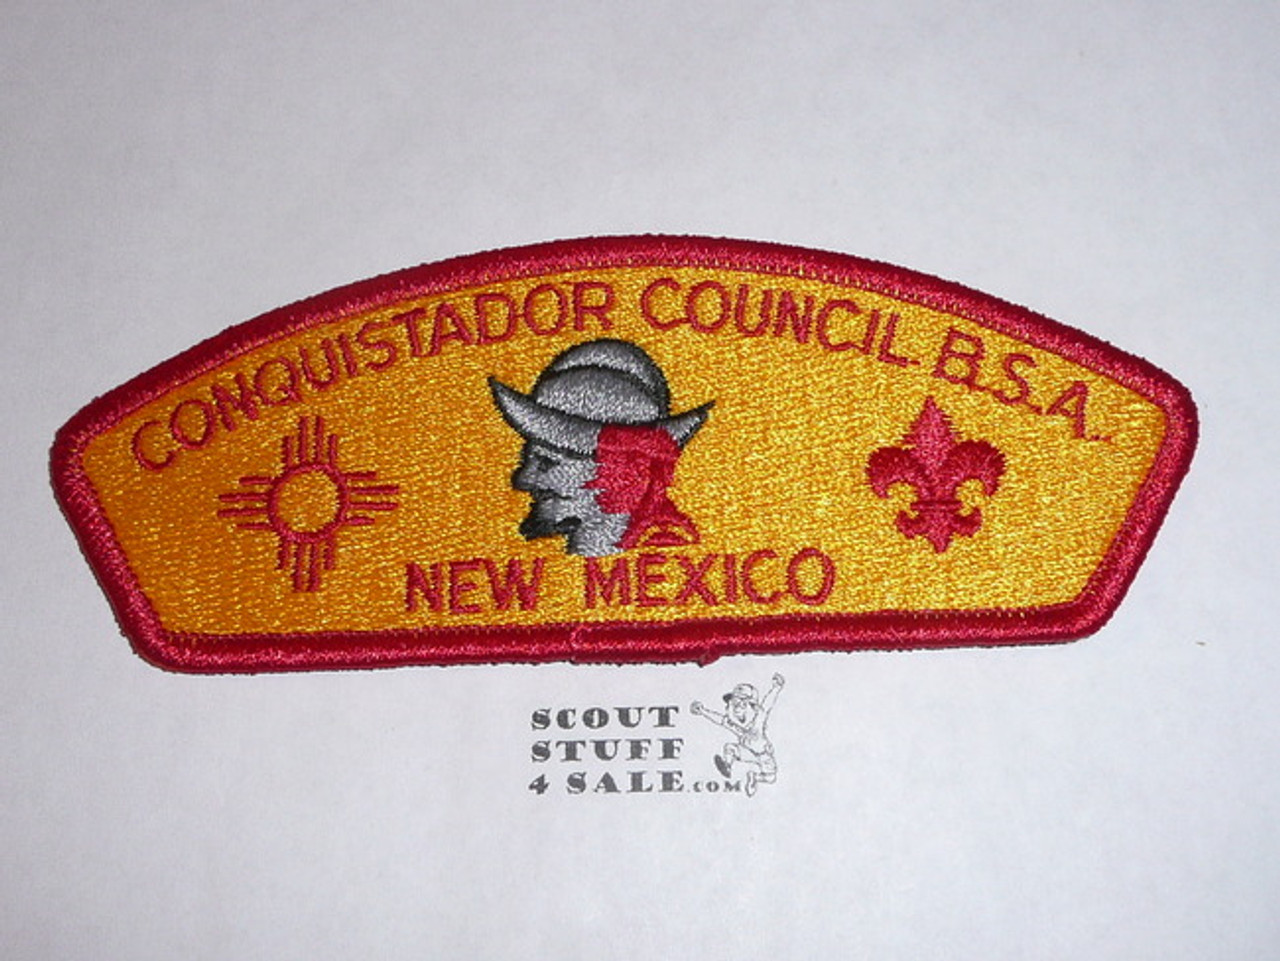 CONQUISTADOR COUNCIL B.S.A.
NEW MEXICO
SCOUT
STUFF
4 SALE.COM